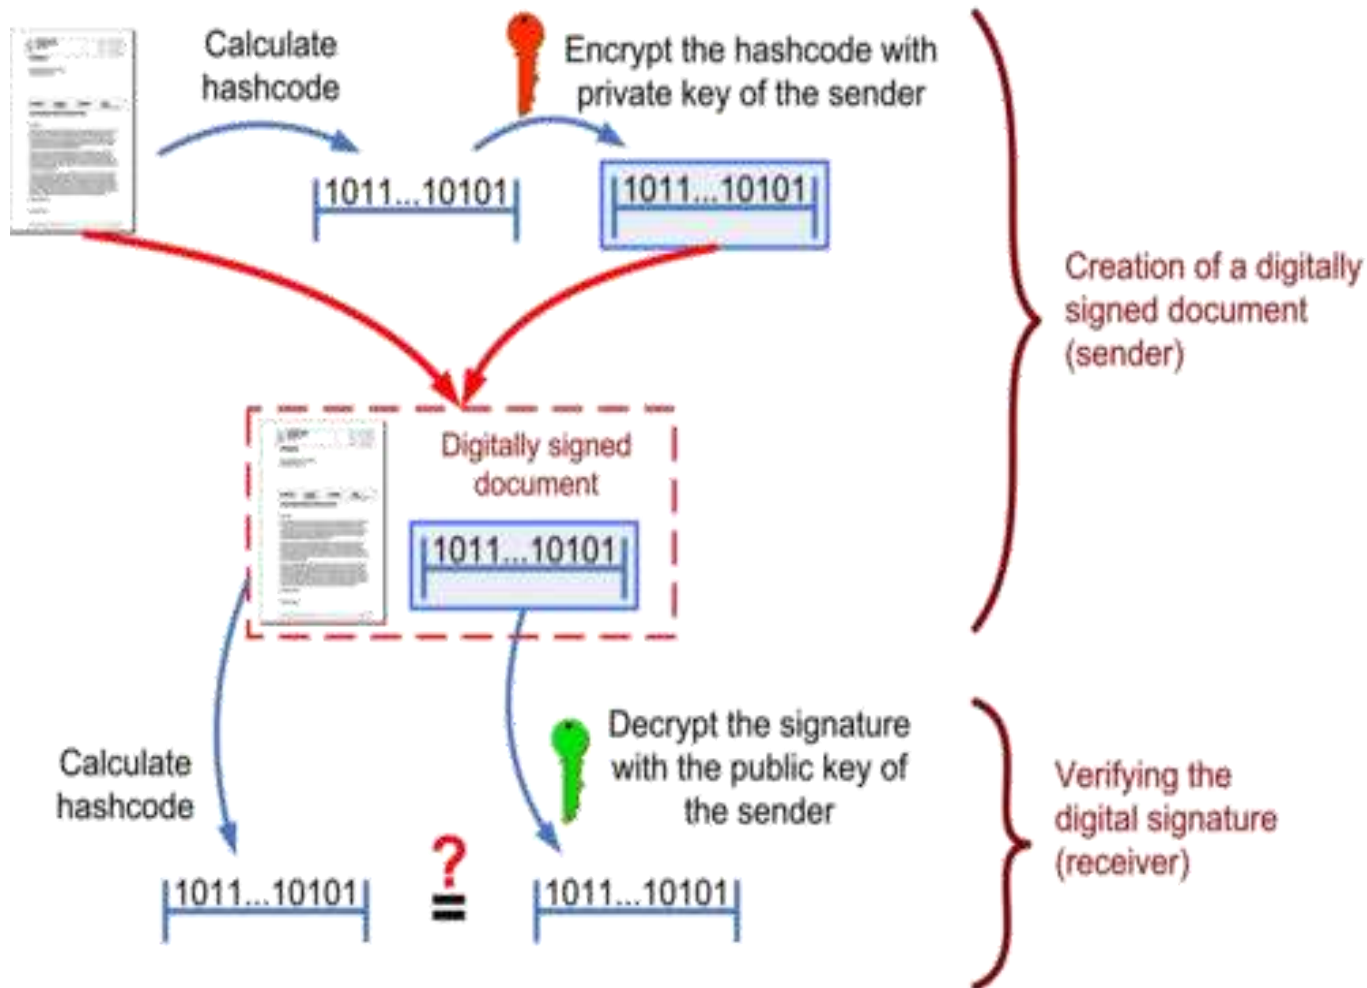 Calculate
hashcode
Encrypt the hashcode with
private key of the sender
1011...10101
1011...10101
Creation of a digitally
signed document
(sender)
Digitally signed
document
1011...10101
Calculate
hashcode
Decrypt the signature
with the public key of
the sender
Verifying the
digital signature
(receiver)
1011...10101
?
=
1011...10101